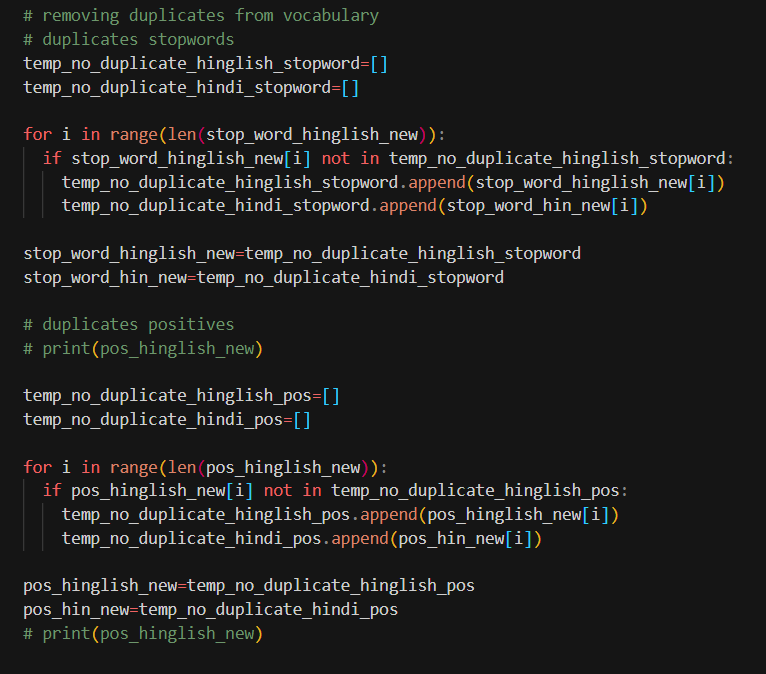 # removing duplicates from vocabulary
# duplicates stopwords
temp_no_duplicate_hinglish_stopword=[]
temp_no_duplicate_hindi_stopword=[]

for i in range(len(stop_word_hinglish_new)):
  if stop_word_hinglish_new[i] not in temp_no_duplicate_hinglish_stopword:
    temp_no_duplicate_hinglish_stopword.append(stop_word_hinglish_new[i])
    temp_no_duplicate_hindi_stopword.append(stop_word_hin_new[i])

stop_word_hinglish_new=temp_no_duplicate_hinglish_stopword
stop_word_hin_new=temp_no_duplicate_hindi_stopword

# duplicates positives
# print(pos_hinglish_new)

temp_no_duplicate_hinglish_pos=[]
temp_no_duplicate_hindi_pos=[]

for i in range(len(pos_hinglish_new)):
  if pos_hinglish_new[i] not in temp_no_duplicate_hinglish_pos:
    temp_no_duplicate_hinglish_pos.append(pos_hinglish_new[i])
    temp_no_duplicate_hindi_pos.append(pos_hin_new[i])

pos_hinglish_new=temp_no_duplicate_hinglish_pos
pos_hin_new=temp_no_duplicate_hindi_pos
# print(pos_hinglish_new)